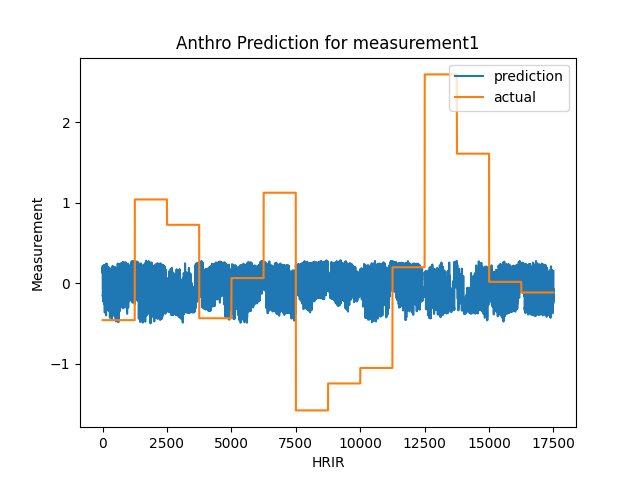 Anthro Prediction for measurement1
prediction
actual
Measurement
2
1
0
−1
0 2500 5000 7500 10000 12500 15000 17500
HRIR